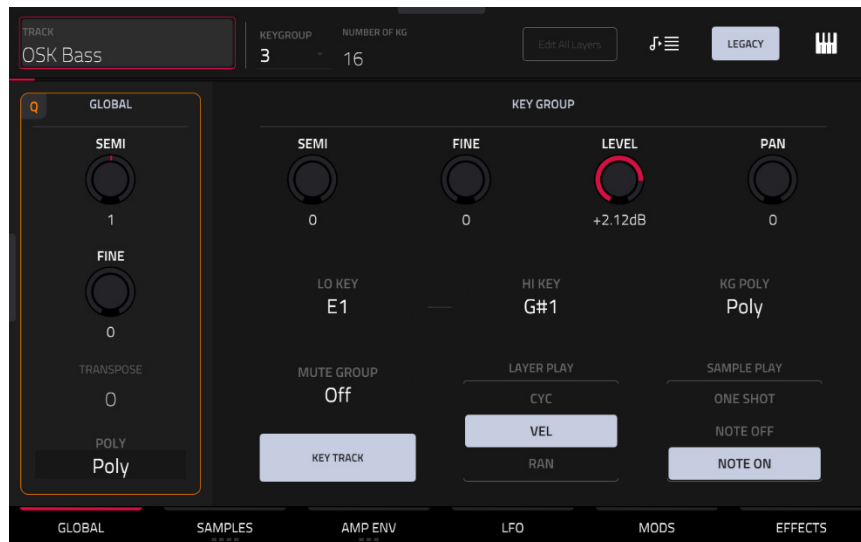 TRACK
OSK Bass
KEYGROUP
3
NUMBER OF KG
16
Edit All Layers
LEGACY
Q
GLOBAL
SEMI
1
FINE
0
TRANSPOSE
0
POLY
Poly
KEY GROUP
SEMI
FINE
LEVEL
PAN
0
0
+2.12dB
0
LO KEY
E1
HI KEY
G#1
KG POLY
Poly
MUTE GROUP
Off
KEY TRACK
LAYER PLAY
CYC
VEL
RAN
SAMPLE PLAY
ONE SHOT
NOTE OFF
NOTE ON
GLOBAL
SAMPLES
AMP ENV
LFO
MODS
EFFECTS